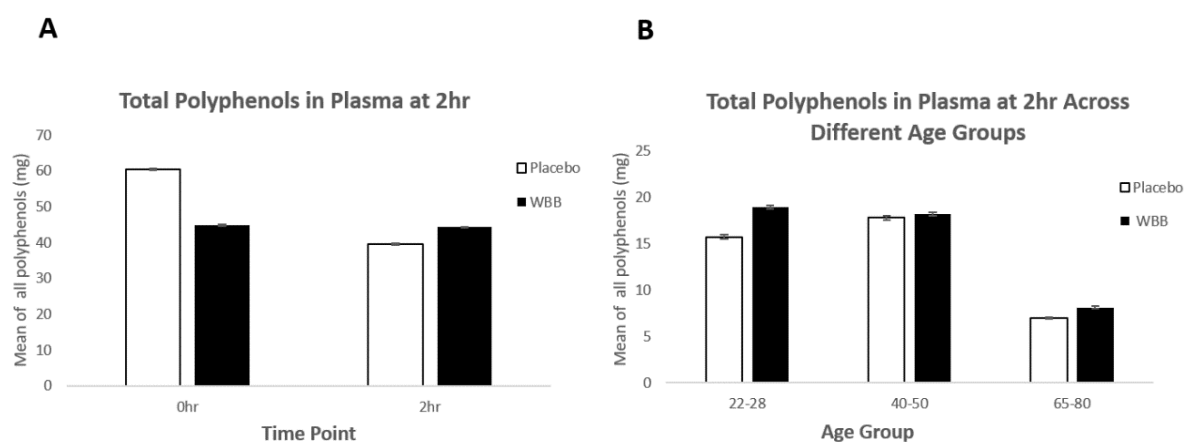 A
Total Polyphenols in Plasma at 2hr
Mean of all polyphenols (mg)
70
60
50
40
30
20
10
0
0hr
2hr
Time Point
Placebo
WBB
B
Total Polyphenols in Plasma at 2hr Across
Different Age Groups
Mean of all polyphenols (mg)
25
20
15
10
5
0
22-28
40-50
65-80
Age Group
Placebo
WBB